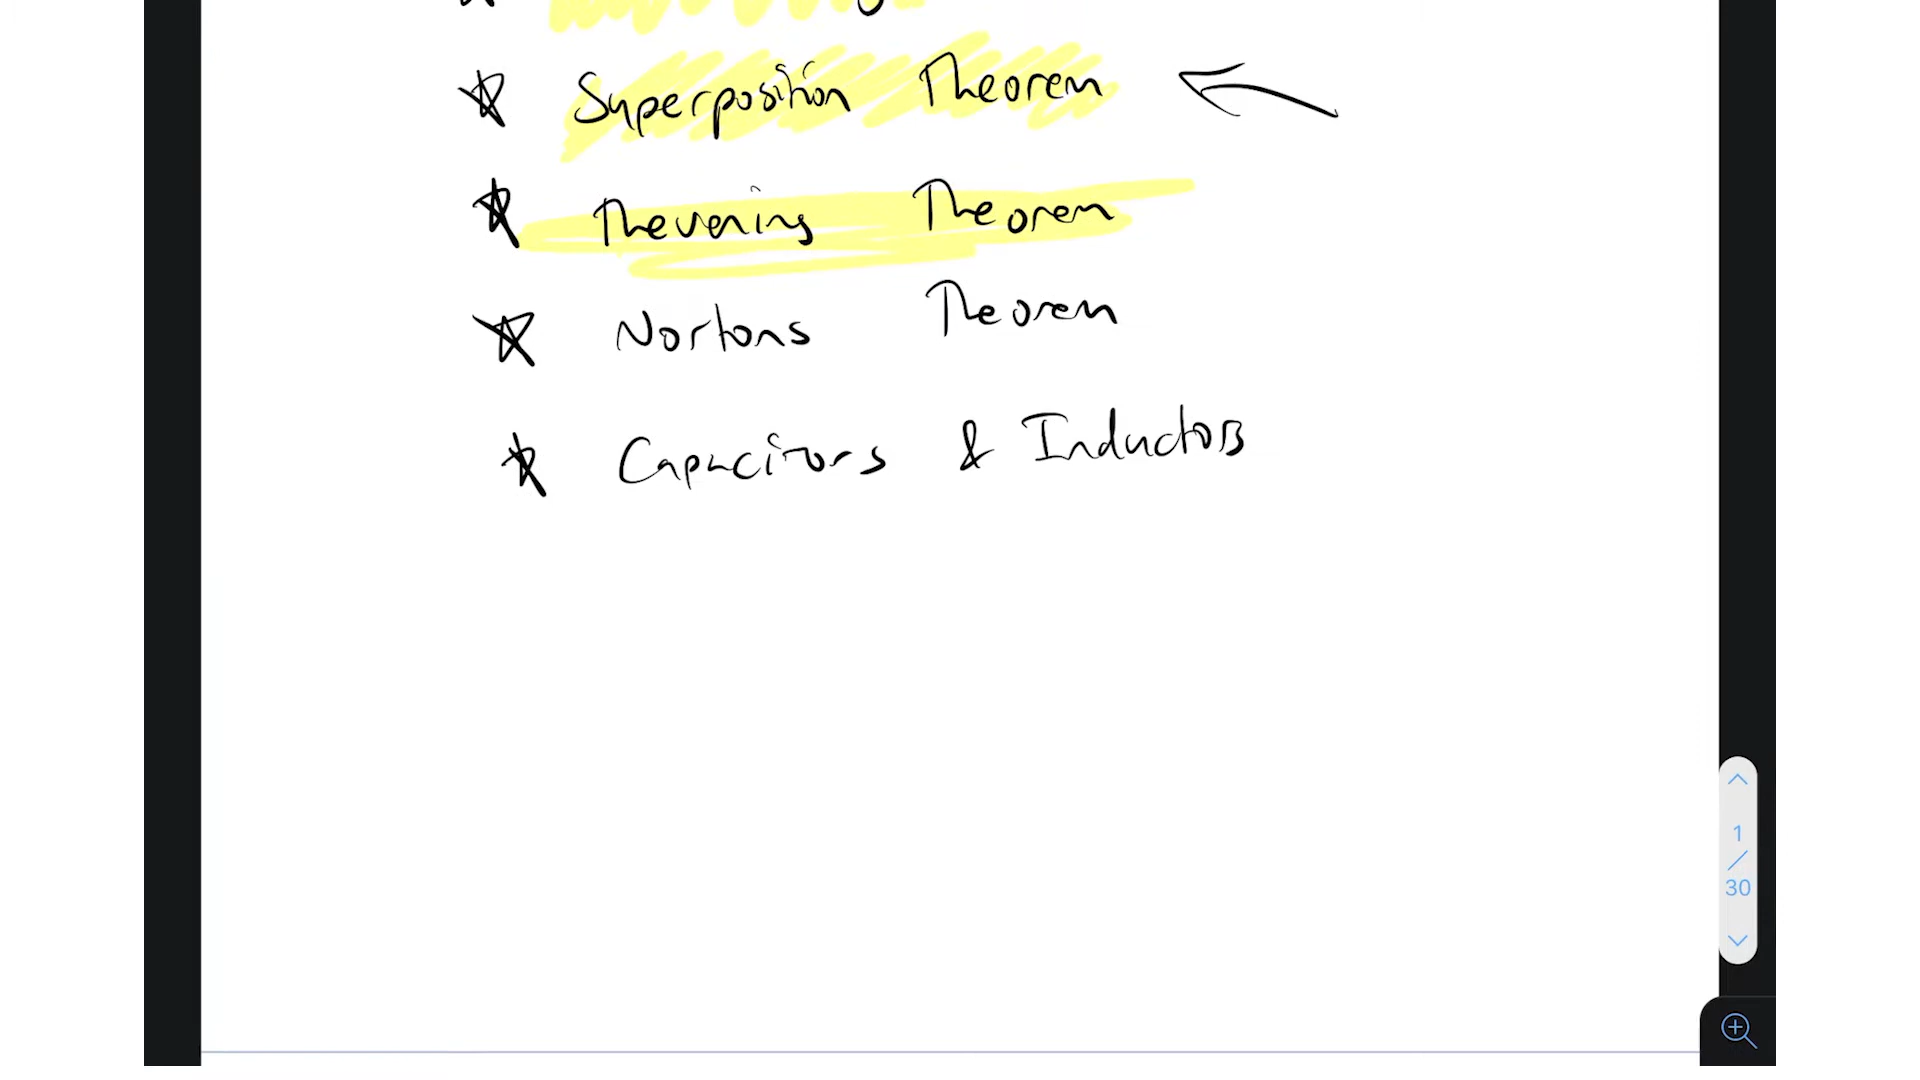 Superposition Theorem
Thevenins Theorem
Nortons Theorem
Capacitors & Inductors
1
/
30